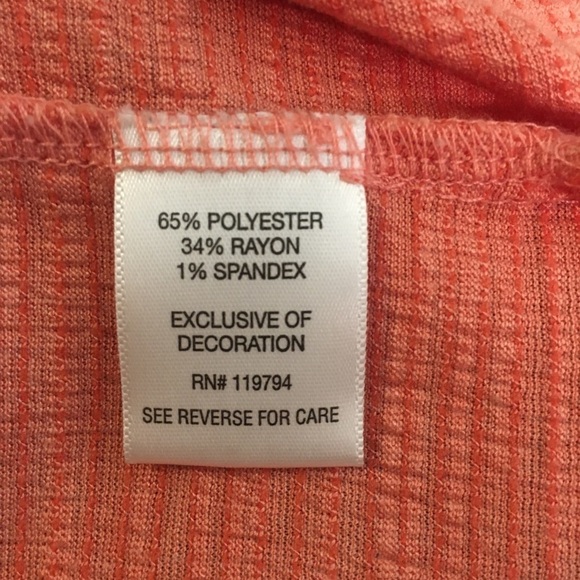 65% POLYESTER
34% RAYON
1% SPANDEX
EXCLUSIVE OF
DECORATION
RN# 119794
SEE REVERSE FOR CARE